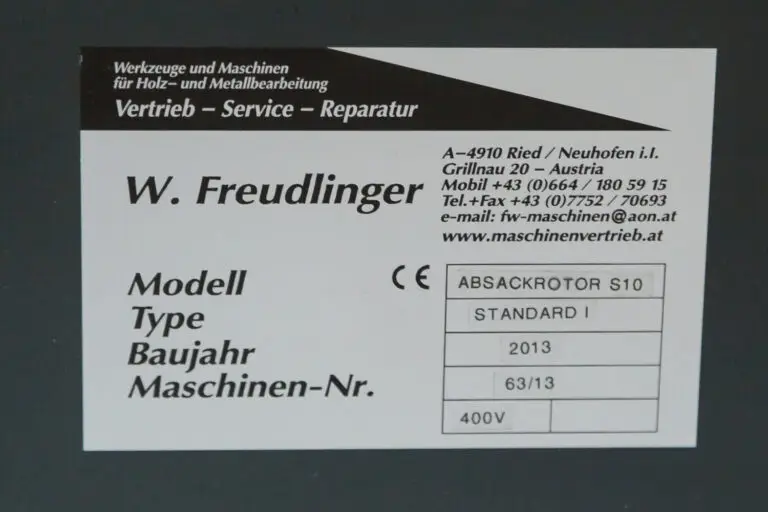 Werkzeuge und Maschinen
für Holz- und Metallbearbeitung
Vertrieb – Service – Reparatur
W. Freudlinger
A–4910 Ried / Neuhofen i.I.
Grillnau 20 – Austria
Mobil +43 (0)664 / 180 59 15
Tel.+Fax +43 (0)7752 / 70693
e-mail: fw-maschinen@aon.at
www.maschinenvertrieb.at
Modell CE ABSACKROTOR S10
Type STANDARD I
Baujahr 2013
Maschinen-Nr. 63/13
400V